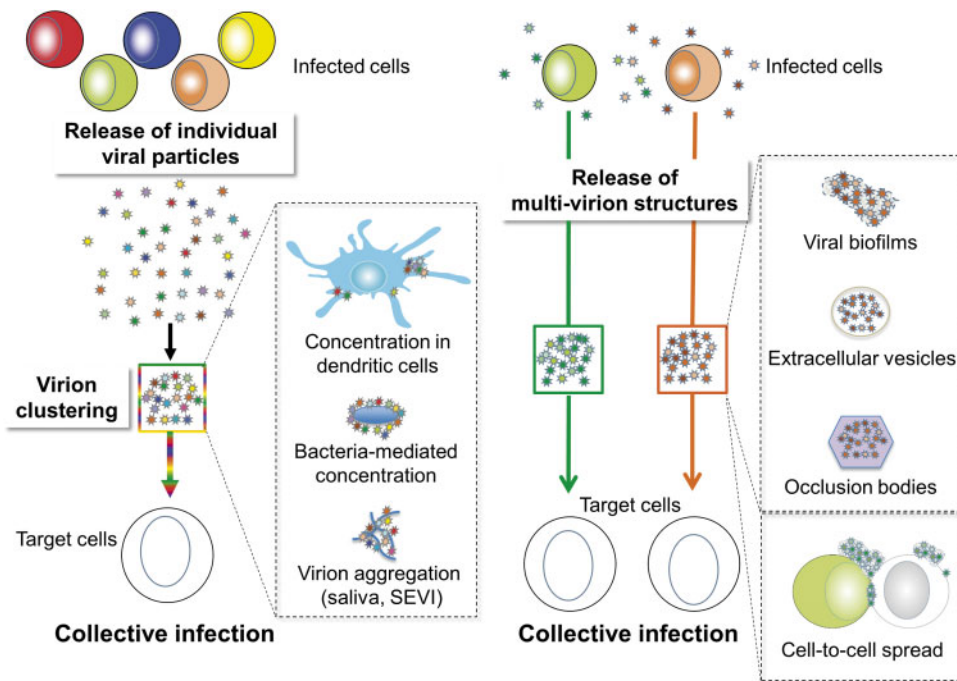 Infected cells
Release of individual
viral particles
Virion
clustering
Target cells
Collective infection
Concentration in
dendritic cells
Bacteria-mediated
concentration
Virion aggregation
(saliva, SEVI)
Infected cells
Release of
multi-virion structures
Target cells
Collective infection
Viral biofilms
Extracellular vesicles
Occlusion bodies
Cell-to-cell spread